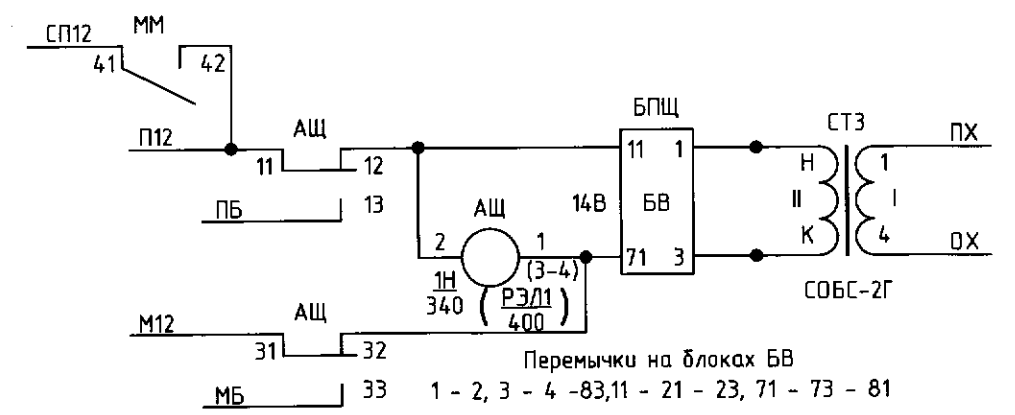 СП12
ММ
41
42
П12
АЩ
11
12
13
ПБ
АЩ
2
1
(3-4)
1Н
340
(РЭЛ1
400)
14В
БПЩ
11 1
БВ
71 3
СТ3
Н
II
К
1
I
4
ПХ
ОХ
СОБС-2Г
М12
АЩ
31
32
33
МБ
Перемычки на блоках БВ
1 - 2, 3 - 4 -83,11 - 21 - 23, 71 - 73 - 81